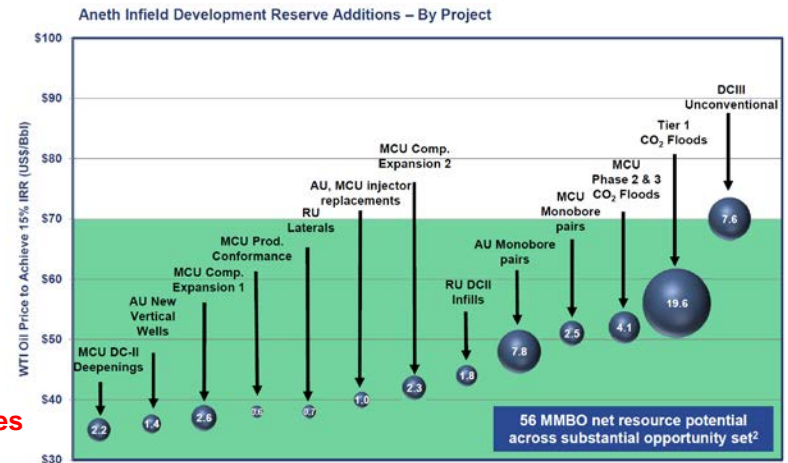 Aneth Infield Development Reserve Additions – By Project
WTI Oil Price to Achieve 15% IRR (US$/Bbl)
$100
$90
$80
$70
$60
$50
$40
$30
MCU DC-II
Deepenings
2.2
AU New
Vertical
Wells
1.4
MCU Comp.
Expansion 1
2.6
MCU Prod.
Conformance
0.6
RU
Laterals
0.7
AU, MCU injector
replacements
1.0
MCU Comp.
Expansion 2
2.3
RU DCII
Infills
1.8
AU Monobore
pairs
7.8
MCU
Monobore
pairs
2.5
MCU
Phase 2 & 3
CO₂ Floods
4.1
Tier 1
CO₂ Floods
19.6
DCIII
Unconventional
7.6
56 MMBO net resource potential
across substantial opportunity set²
es